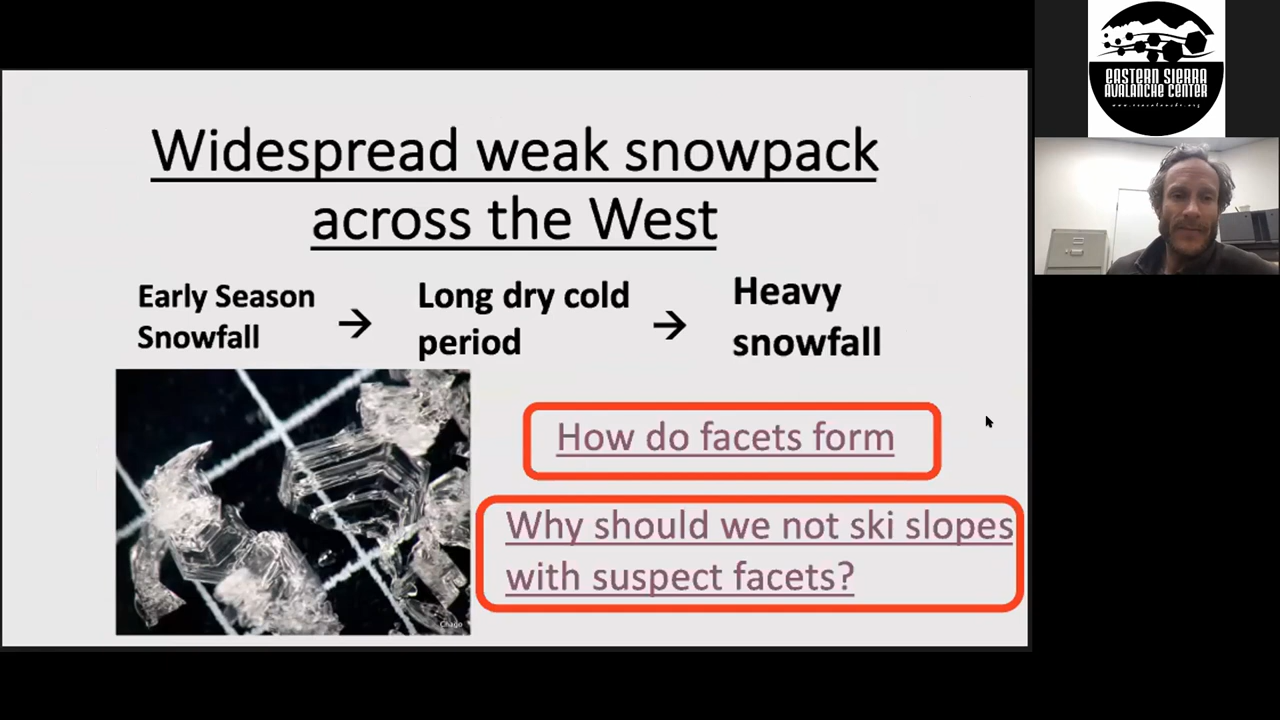 Widespread weak snowpack
across the West
Early Season
Snowfall
→
Long dry cold
period
→
Heavy
snowfall
How do facets form
Why should we not ski slopes
with suspect facets?
Chago
EASTERN SIERRA
AVALANCHE CENTER